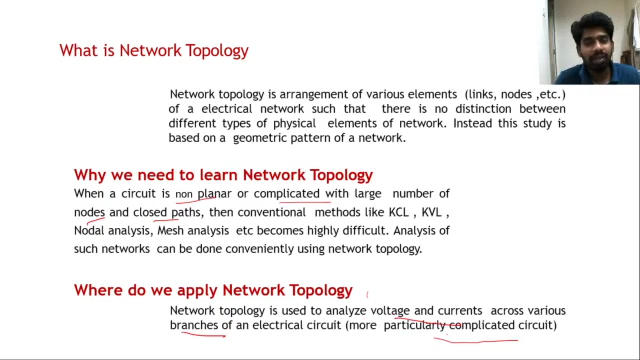 What is Network Topology
Network topology is arrangement of various elements (links, nodes ,etc.)
of a electrical network such that there is no distinction between
different types of physical elements of network. Instead this study is
based on a geometric pattern of a network.
Why we need to learn Network Topology
When a circuit is non planar or complicated with large number of
nodes and closed paths, then conventional methods like KCL , KVL ,
Nodal analysis, Mesh analysis etc becomes highly difficult. Analysis of
such networks can be done conveniently using network topology.
Where do we apply Network Topology
Network topology is used to analyze voltage and currents across various
branches of an electrical circuit (more particularly complicated circuit)